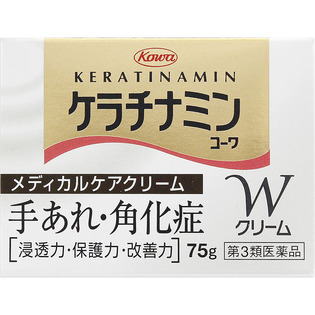 Kowa
KERATINAMIN
ケラチナミン
コーワ
メディカルケアクリーム
手あれ・角化症
Wクリーム
[浸透力・保護力・改善力] 75g
第3類医薬品